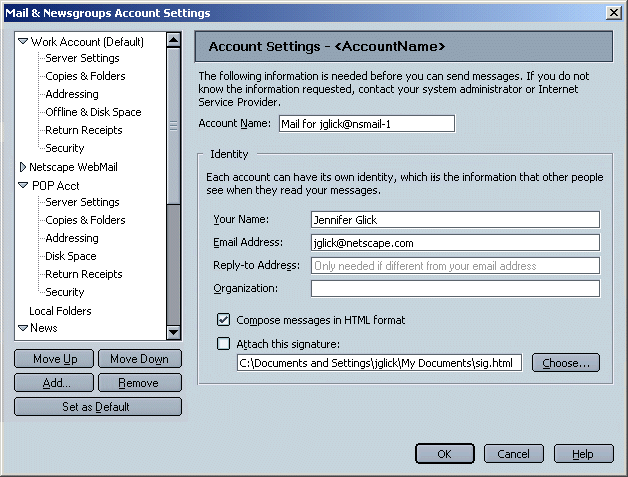 Mail & Newsgroups Account Settings
Work Account (Default)
Server Settings
Copies & Folders
Addressing
Offline & Disk Space
Return Receipts
Security
Netscape WebMail
POP Acct
Server Settings
Copies & Folders
Addressing
Disk Space
Return Receipts
Security
Local Folders
News
Move Up
Move Down
Add...
Remove
Set as Default
Account Settings - <AccountName>
The following information is needed before you can send messages. If you do not
know the information requested, contact your system administrator or Internet
Service Provider.
Account Name: Mail for jglick@nsmail-1
Identity
Each account can have its own identity, which iis the information that other people
see when they read your messages.
Your Name: Jennifer Glick
Email Address: jglick@netscape.com
Reply-to Address: Only needed if different from your email address
Organization:
Compose messages in HTML format
Attach this signature:
C:\Documents and Settings\jglick\My Documents\sig.html
Choose...
OK
Cancel
Help